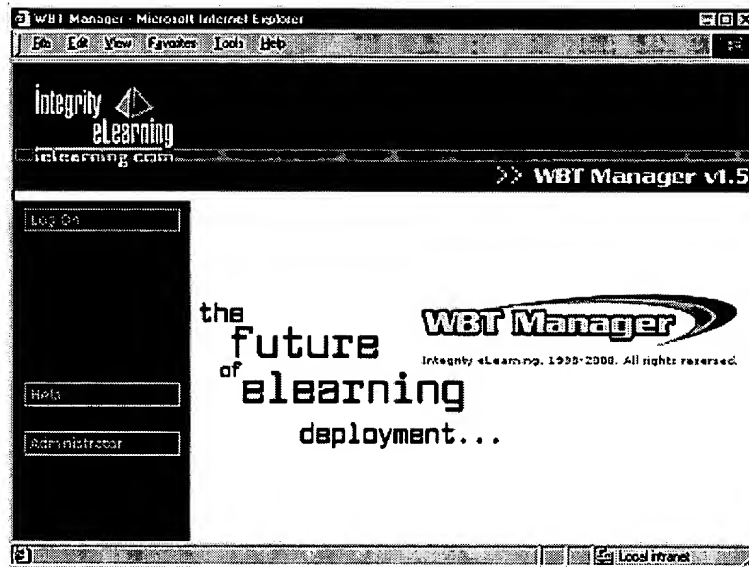 WBT Manager - Microsoft Internet Explorer
File Edit View Favorites Tools Help
integrity
eLearning
ielearning.com
>> WBT Manager v1.5
Log On
the
future
of
elearning
deployment...
WBT Manager
Integrity eLearning, 1998-2000. All rights reserved.
Help
Administrator
Local intranet